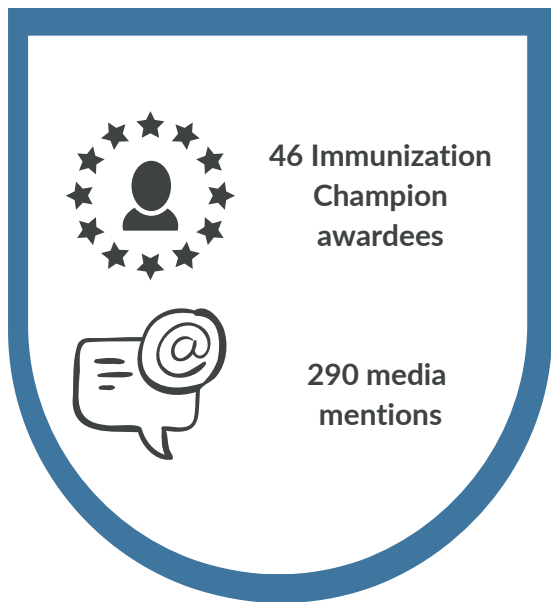 46 Immunization
Champion
awardees
290 media
mentions